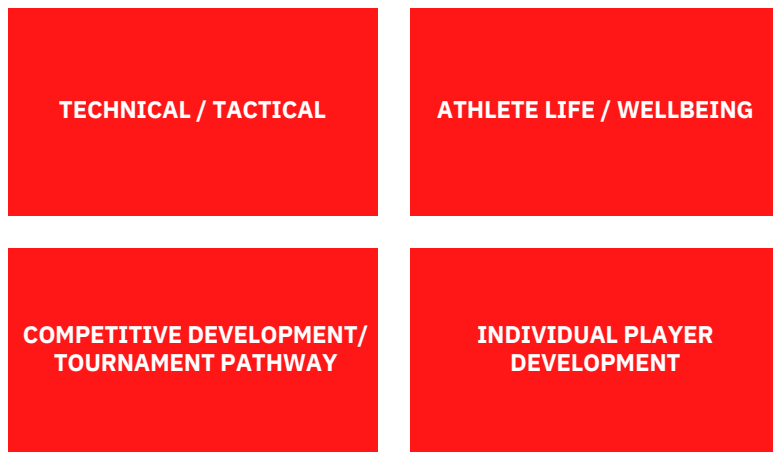 TECHNICAL / TACTICAL
ATHLETE LIFE / WELLBEING
COMPETITIVE DEVELOPMENT/
TOURNAMENT PATHWAY
INDIVIDUAL PLAYER
DEVELOPMENT